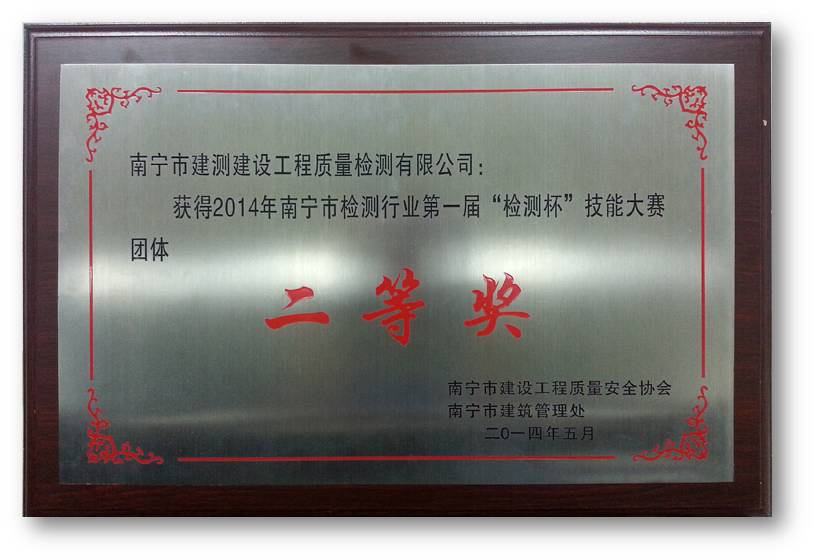 南宁市建测建设工程质量检测有限公司：
获得2014年南宁市检测行业第一届“检测杯”技能大赛
团体
二等奖
南宁市建设工程质量安全协会
南宁市建筑管理处
二0一四年五月